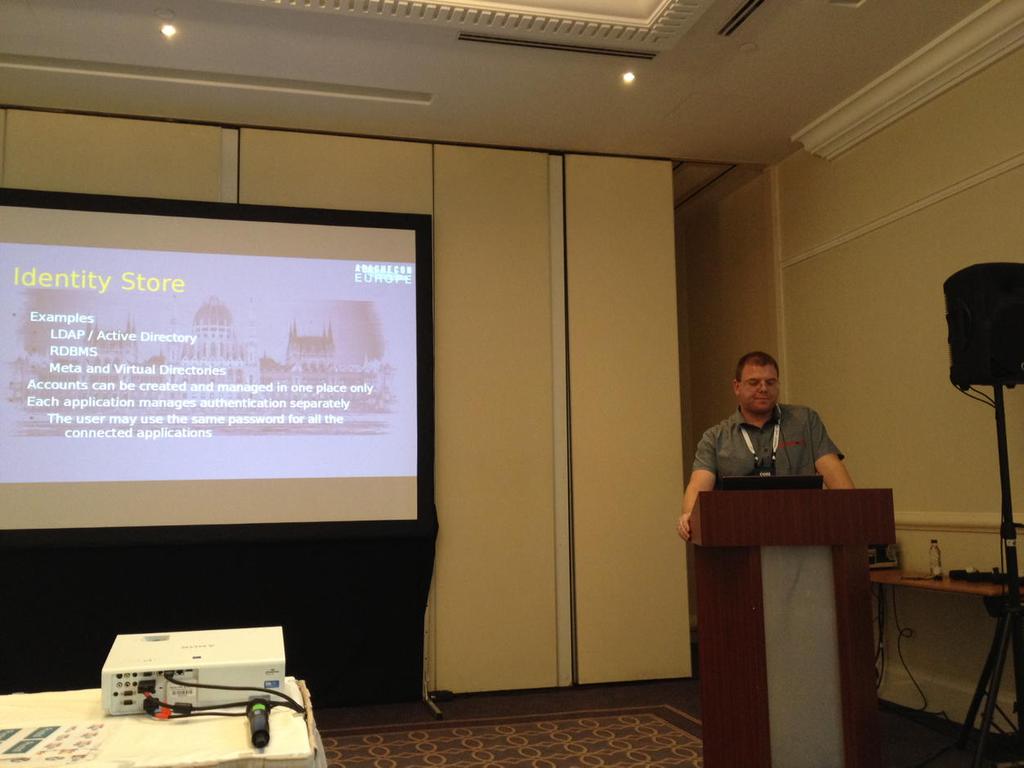 Identity Store
APACHECON
EUROPE
Examples
LDAP / Active Directory
RDBMS
Meta and Virtual Directories
Accounts can be created and managed in one place only
Each application manages authentication separately
The user may use the same password for all the
connected applications
SONY